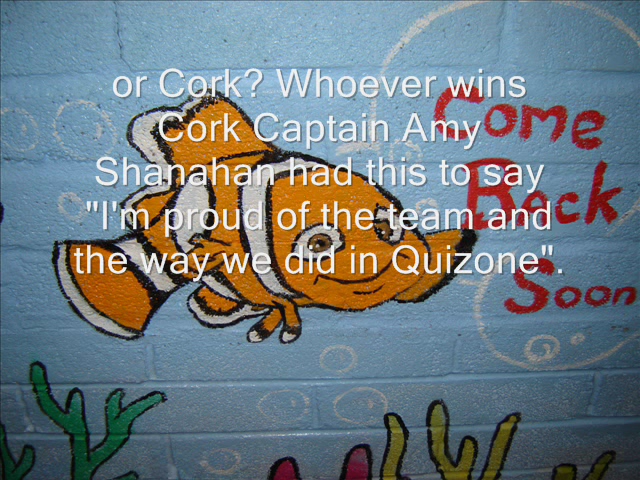 or Cork? Whoever wins
Cork Captain Amy
Shanahan had this to say
"I'm proud of the team and
the way we did in Quizone".
Come
Back
Soon